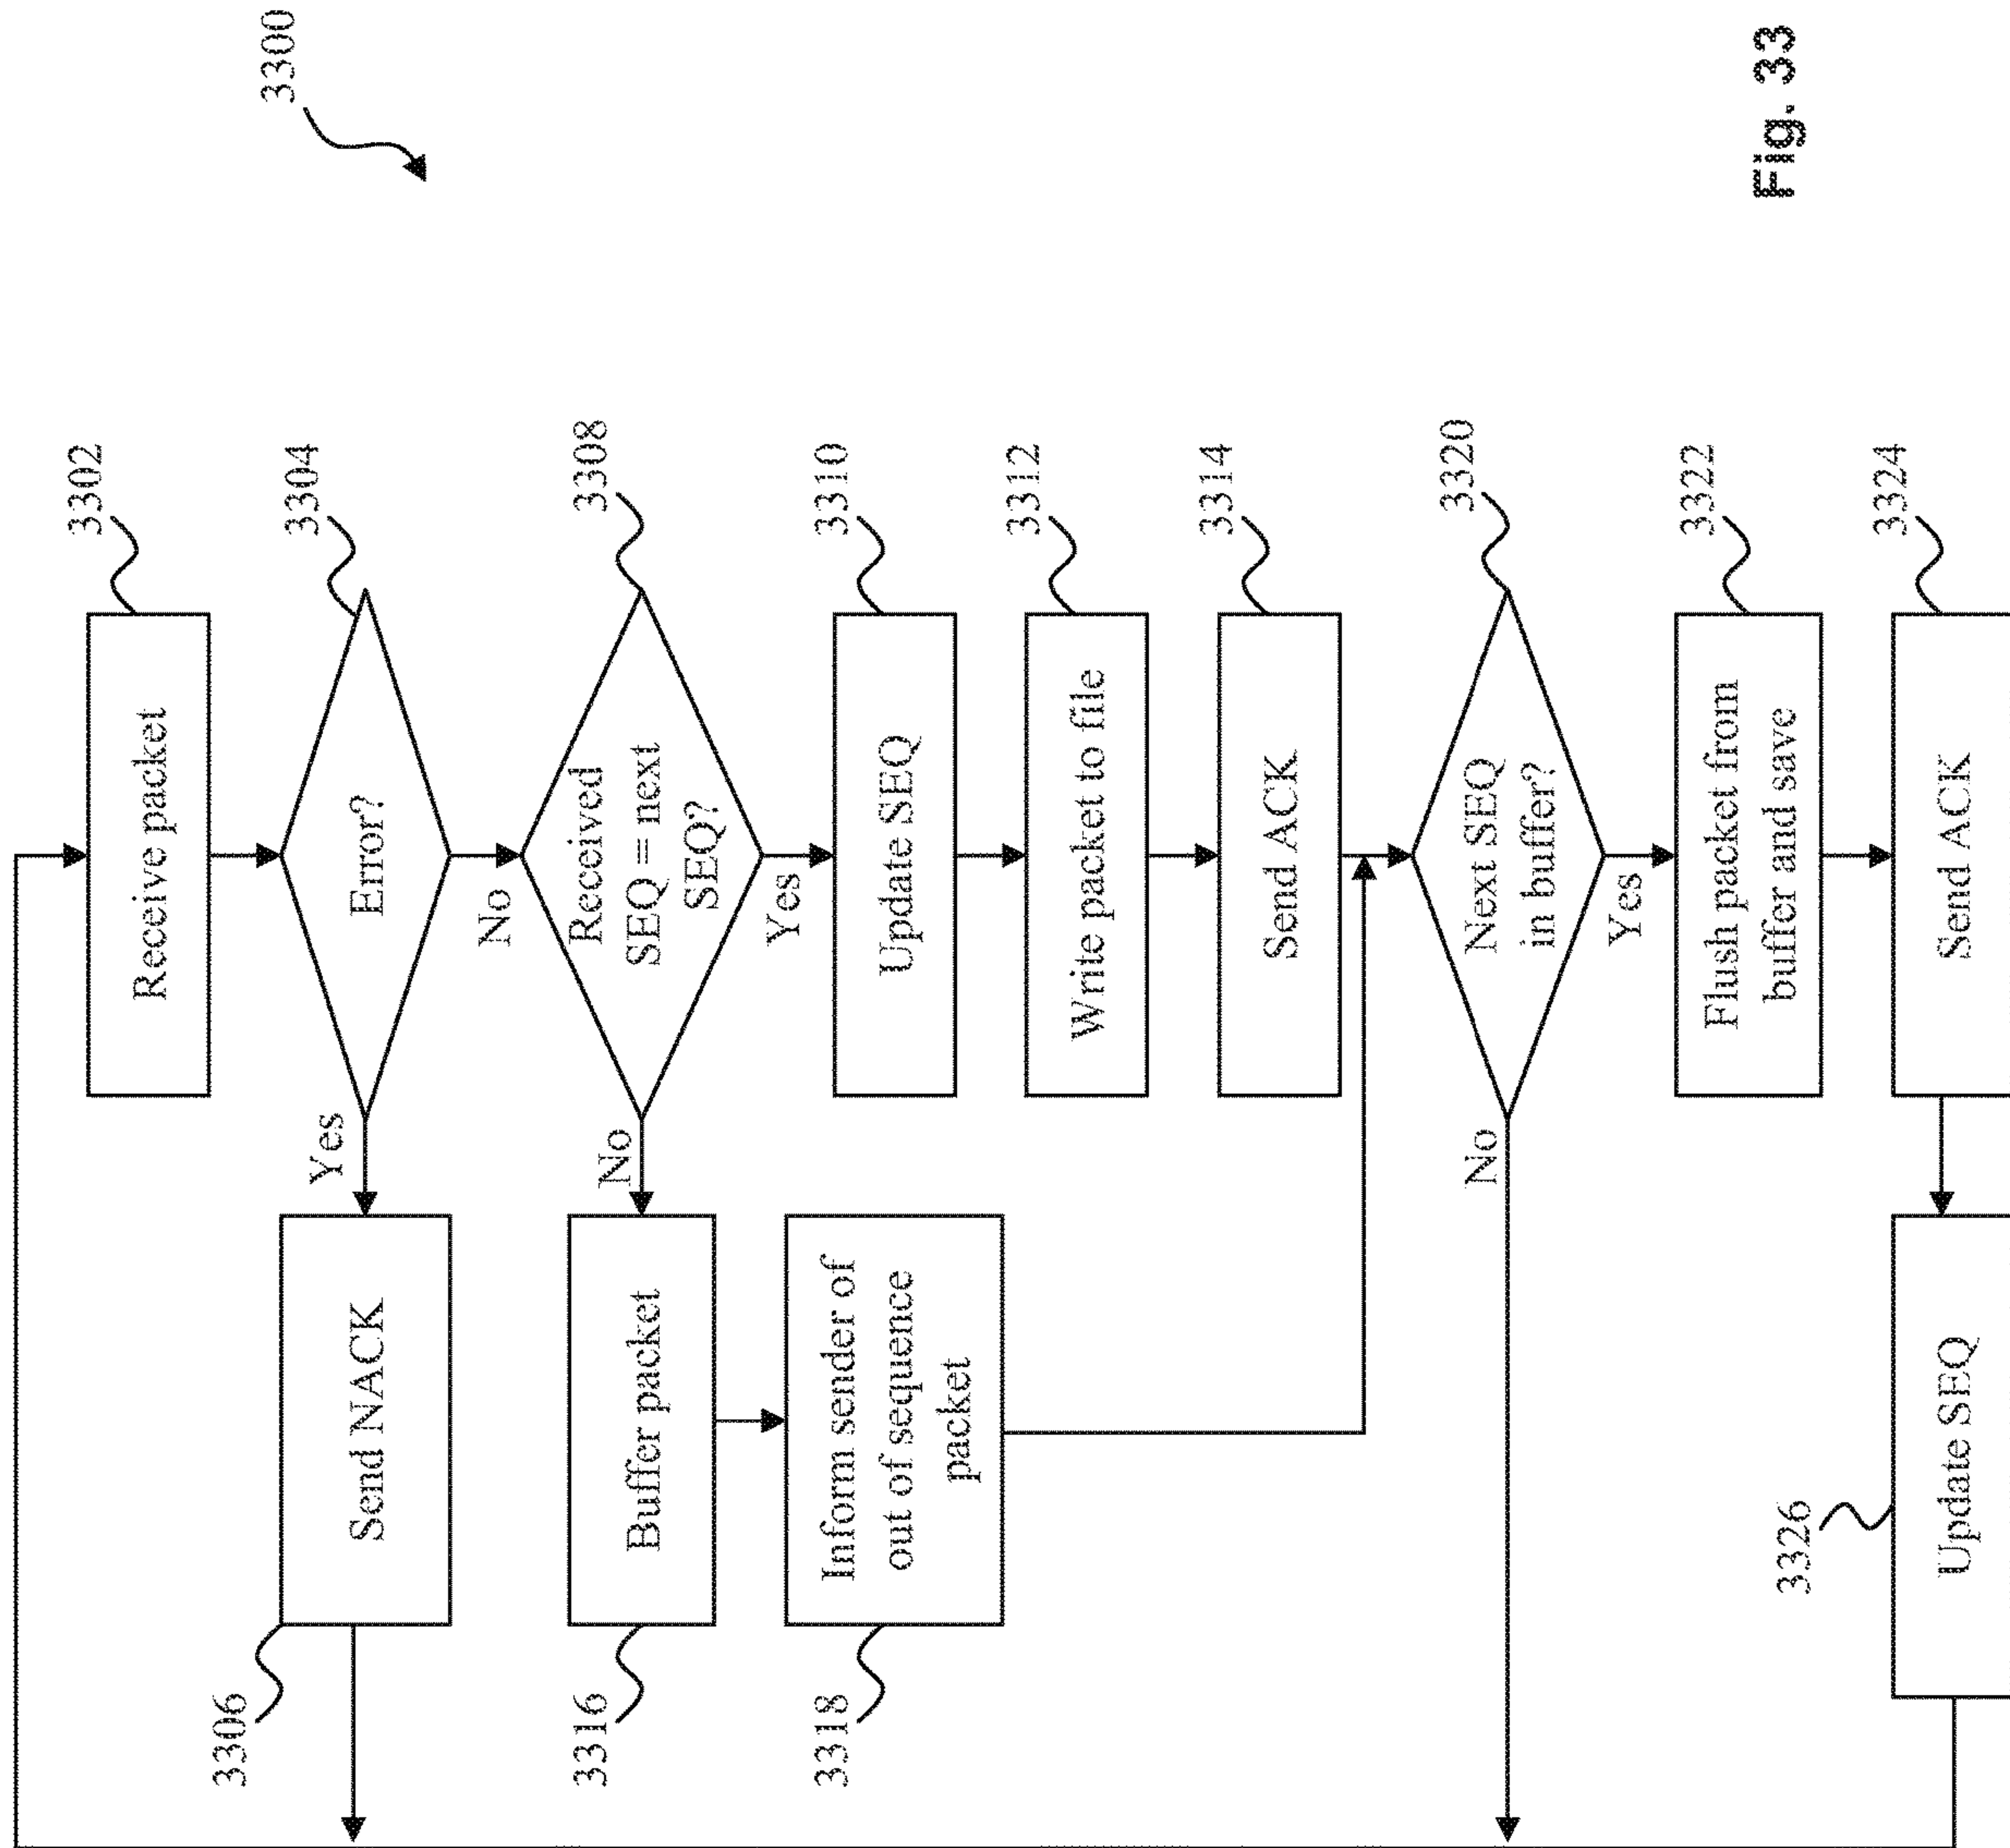 3300
3302
Receive packet
3304
Error?
Yes
No
3306
Send NACK
3308
Received
SEQ = next
SEQ?
No
Yes
3316
Buffer packet
3310
Update SEQ
3318
Inform sender of
out of sequence
packet
3312
Write packet to file
3314
Send ACK
3320
Next SEQ
in buffer?
No
Yes
3322
Flush packet from
buffer and save
3324
Send ACK
3326
Update SEQ
Fig. 33